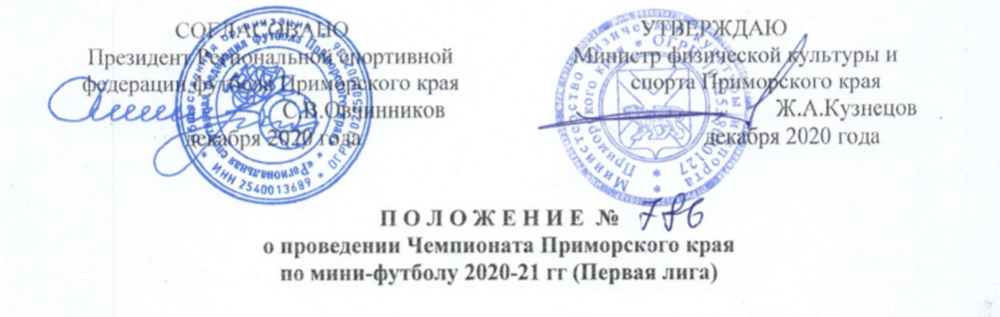 СОГЛАСОВАНО
Президент Региональной спортивной
федерации футбола Приморского края
С.В.Овчинников
декабря 2020 года
УТВЕРЖДАЮ
Министр физической культуры и
спорта Приморского края
Ж.А.Кузнецов
декабря 2020 года
ИНН 2540013689
П О Л О Ж Е Н И Е № 786
о проведении Чемпионата Приморского края
по мини-футболу 2020-21 гг (Первая лига)